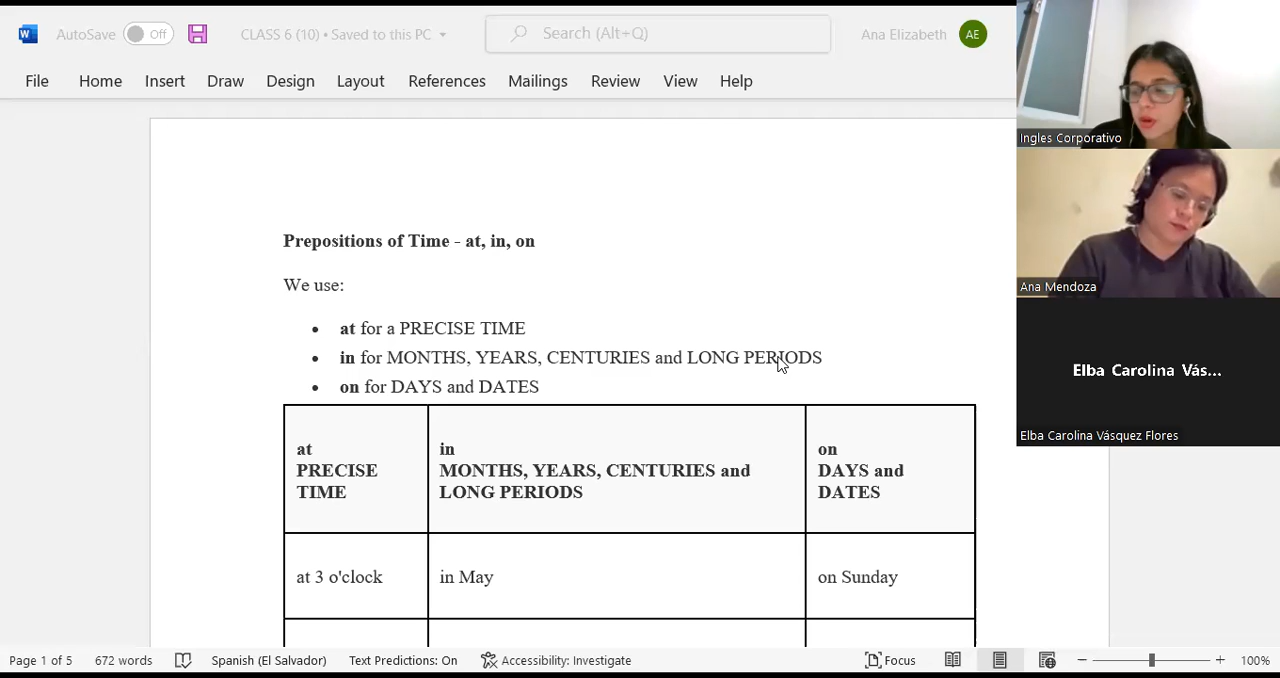 AutoSave Off CLASS 6 (10) • Saved to this PC Search (Alt+Q) Ana Elizabeth AE
File Home Insert Draw Design Layout References Mailings Review View Help
Prepositions of Time - at, in, on
We use:
• at for a PRECISE TIME
• in for MONTHS, YEARS, CENTURIES and LONG PERIODS
• on for DAYS and DATES
at
PRECISE
TIME
in
MONTHS, YEARS, CENTURIES and
LONG PERIODS
on
DAYS and
DATES
at 3 o'clock
in May
on Sunday
Ingles Corporativo
Ana Mendoza
Elba Carolina Vás...
Elba Carolina Vásquez Flores
Page 1 of 5 672 words Spanish (El Salvador) Text Predictions: On Accessibility: Investigate Focus 100%